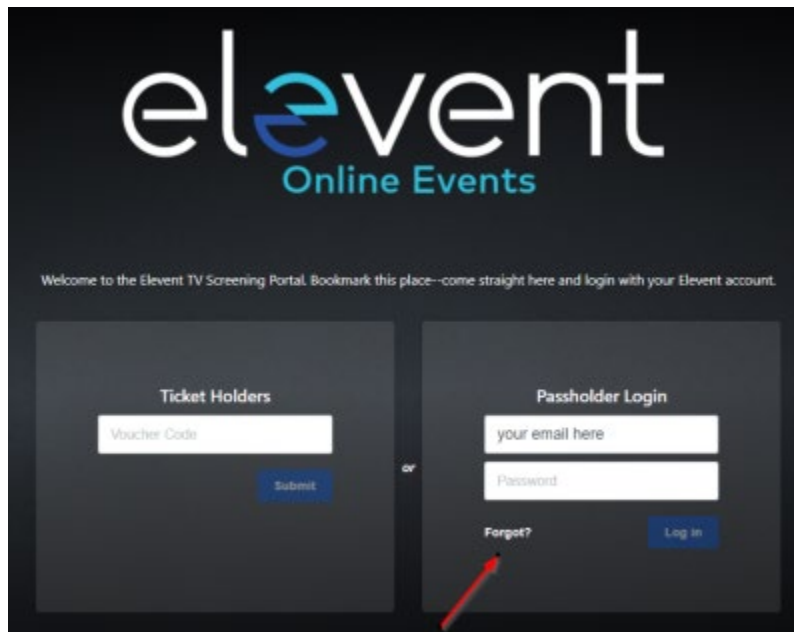 elevent
Online Events
Welcome to the Elevent TV Screening Portal. Bookmark this place--come straight here and login with your Elevent account.
Ticket Holders
Voucher Code
Submit
or
Passholder Login
your email here
Password
Forgot?
Log in